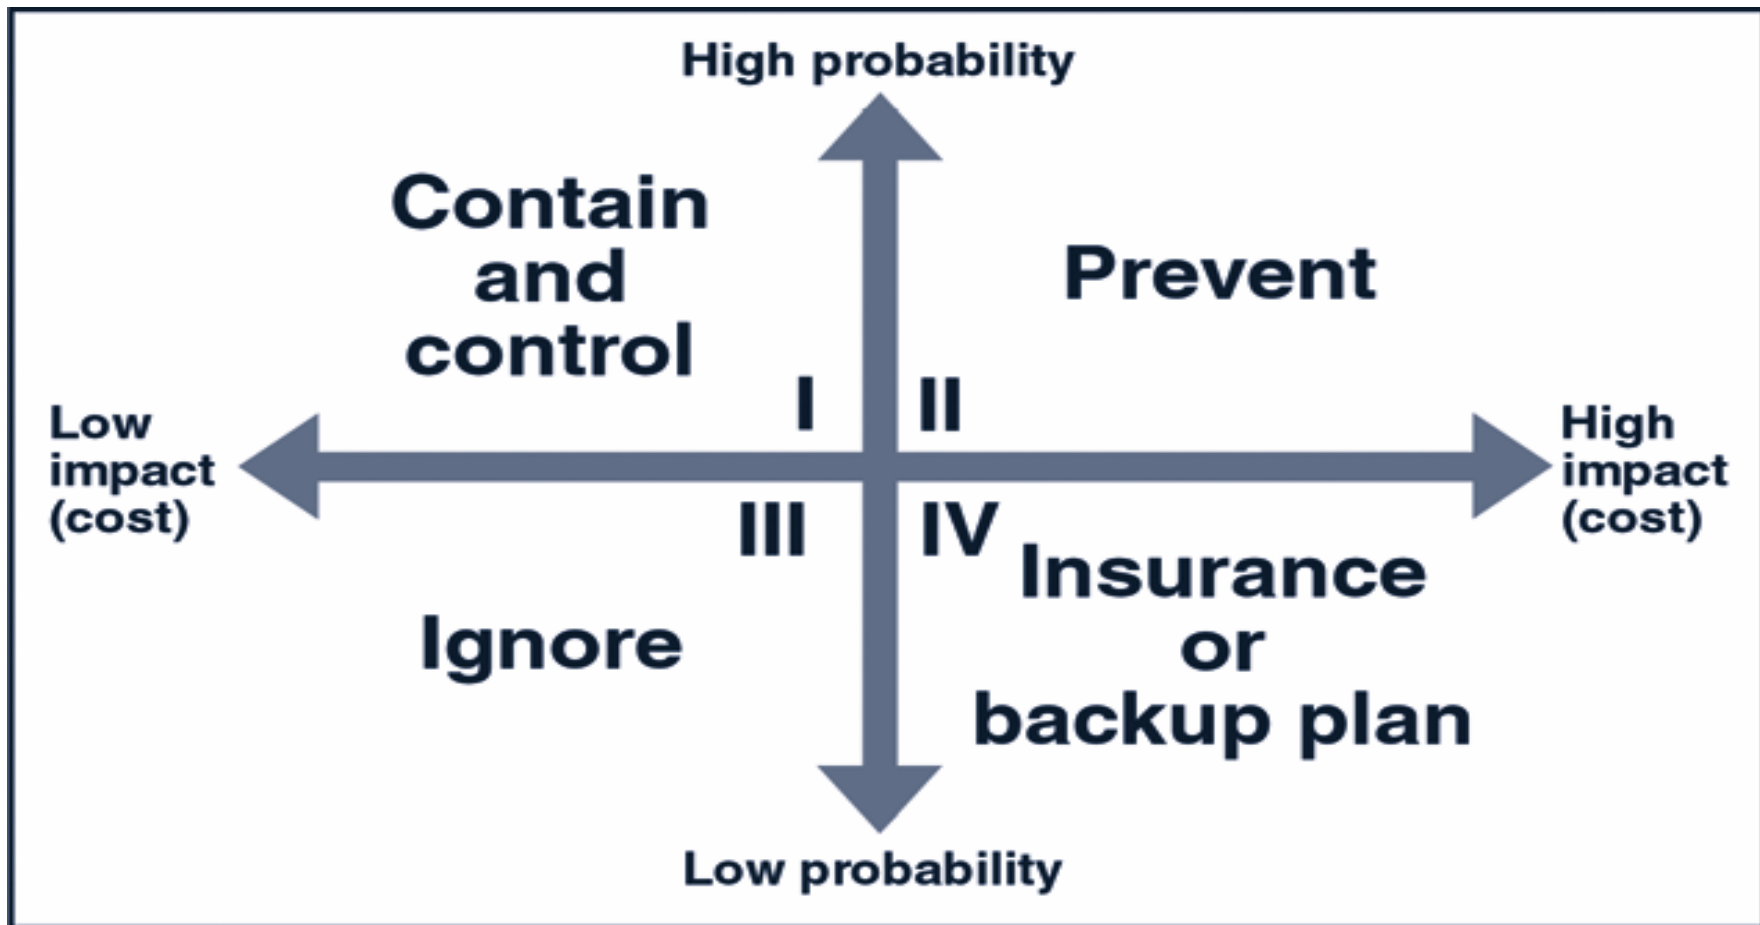 High probability
Contain
and
control
Prevent
I
II
Low
impact
(cost)
High
impact
(cost)
III
IV
Ignore
Insurance
or
backup plan
Low probability